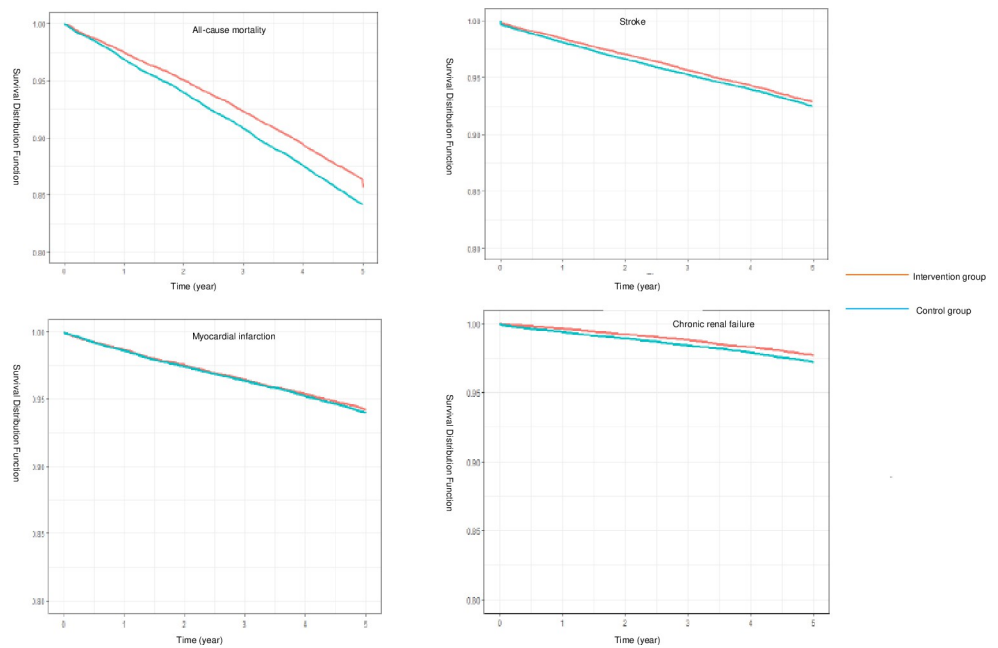 All-cause mortality
Survival Distribution Function
1.00
0.95
0.90
0.85
0.80
0 1 2 3 4 5
Time (year)
Stroke
Survival Distribution Function
1.00
0.95
0.90
0.85
0.80
0 1 2 3 4 5
Time (year)
Intervention group
Control group
Myocardial infarction
Survival Distribution Function
1.00
0.95
0.90
0.85
0.80
0 1 2 3 4 5
Time (year)
Chronic renal failure
Survival Distribution Function
1.00
0.95
0.90
0.85
0.80
0 1 2 3 4 5
Time (year)